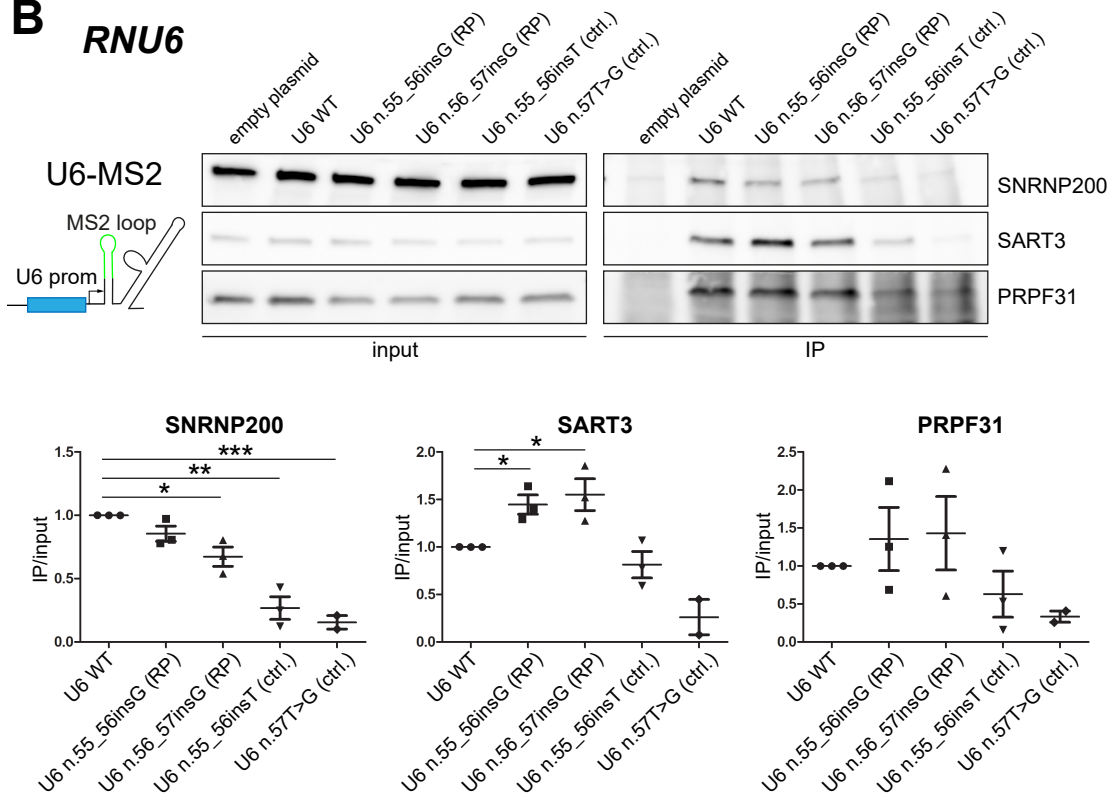 B
RNU6
empty plasmid
U6 WT
U6 n.55_56insG (RP)
U6 n.56_57insG (RP)
U6 n.55_56insT (ctrl.)
U6 n.57T>G (ctrl.)
empty plasmid
U6 WT
U6 n.55_56insG (RP)
U6 n.56_57insG (RP)
U6 n.55_56insT (ctrl.)
U6 n.57T>G (ctrl.)
U6-MS2
MS2 loop
U6 prom
SNRNP200
SART3
PRPF31
input
IP
SNRNP200
IP/input
1.5
1.0
0.5
0.0
***
**
*
U6 WT
U6 n.55_56insG (RP)
U6 n.56_57insG (RP)
U6 n.55_56insT (ctrl.)
U6 n.57T>G (ctrl.)
SART3
IP/input
2.0
1.5
1.0
0.5
0.0
*
*
U6 WT
U6 n.55_56insG (RP)
U6 n.56_57insG (RP)
U6 n.55_56insT (ctrl.)
U6 n.57T>G (ctrl.)
PRPF31
IP/input
2.5
2.0
1.5
1.0
0.5
0.0
U6 WT
U6 n.55_56insG (RP)
U6 n.56_57insG (RP)
U6 n.55_56insT (ctrl.)
U6 n.57T>G (ctrl.)